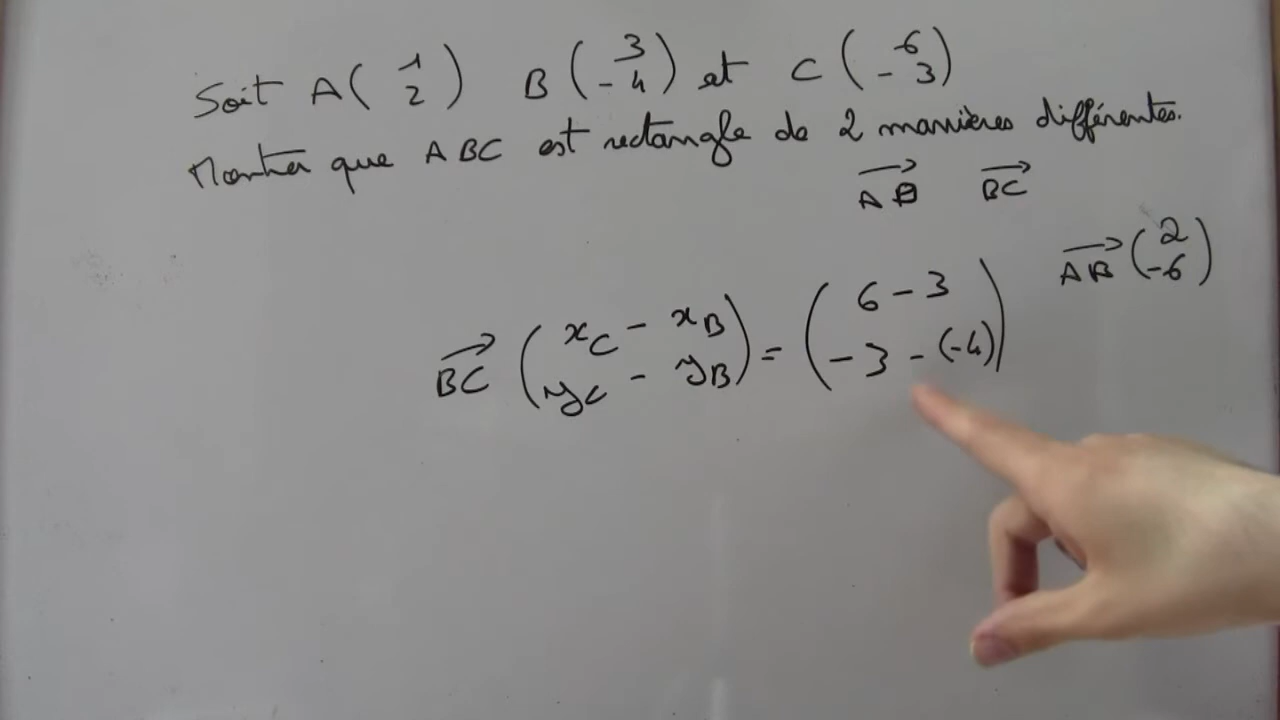 Soit A ( 1 2 ) B ( 3 -4 ) et C ( 6 -3 )
Montrer que ABC est rectangle de 2 manières différentes.
AB BC
AB ( 2 -6 )
BC ( xC - xB yC - yB ) = ( 6 - 3 -3 - (-4) )